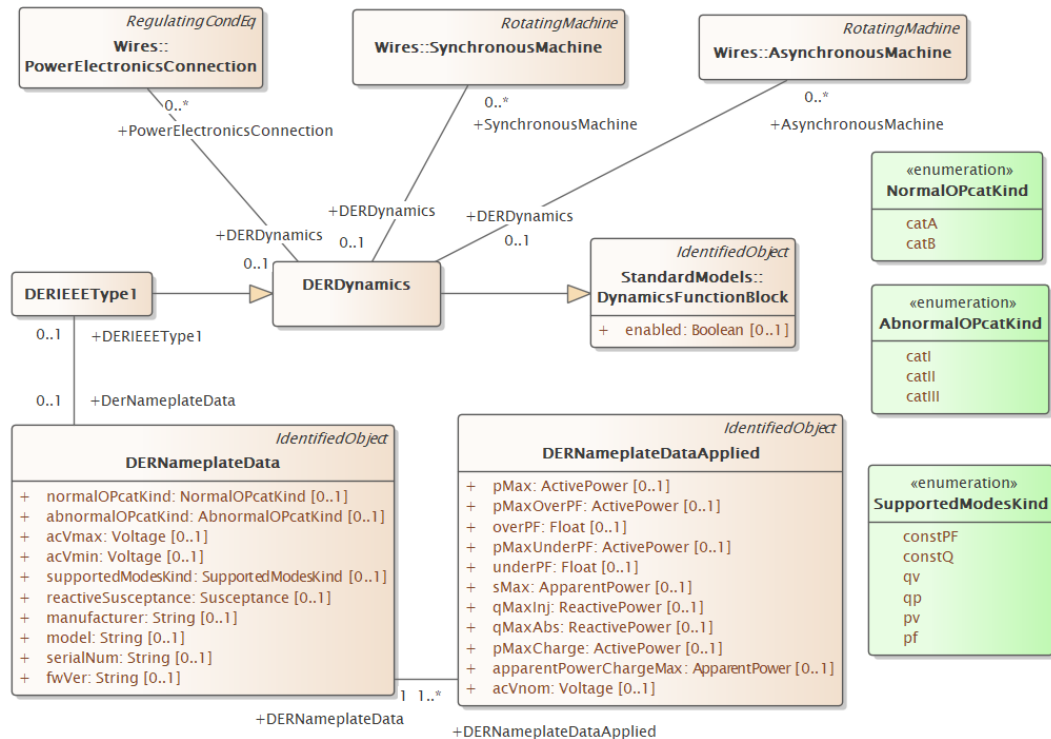 RegulatingCondEq
Wires::
PowerElectronicsConnection
RotatingMachine
Wires::SynchronousMachine
RotatingMachine
Wires::AsynchronousMachine
0..*
+PowerElectronicsConnection
0..*
+SynchronousMachine
0..*
+AsynchronousMachine
+DERDynamics
0..1
+DERDynamics
0..1
+DERDynamics
0..1
DERIEEEType1
DERDynamics
IdentifiedObject
StandardModels::
DynamicsFunctionBlock
+ enabled: Boolean [0..1]
0..1
+DERIEEEType1
0..1
+DerNameplateData
IdentifiedObject
DERNameplateData
+ normalOPcatKind: NormalOPcatKind [0..1]
+ abnormalOPcatKind: AbnormalOPcatKind [0..1]
+ acVmax: Voltage [0..1]
+ acVmin: Voltage [0..1]
+ supportedModesKind: SupportedModesKind [0..1]
+ reactiveSusceptance: Susceptance [0..1]
+ manufacturer: String [0..1]
+ model: String [0..1]
+ serialNum: String [0..1]
+ fwVer: String [0..1]
IdentifiedObject
DERNameplateDataApplied
+ pMax: ActivePower [0..1]
+ pMaxOverPF: ActivePower [0..1]
+ overPF: Float [0..1]
+ pMaxUnderPF: ActivePower [0..1]
+ underPF: Float [0..1]
+ sMax: ApparentPower [0..1]
+ qMaxInj: ReactivePower [0..1]
+ qMaxAbs: ReactivePower [0..1]
+ pMaxCharge: ActivePower [0..1]
+ apparentPowerChargeMax: ApparentPower [0..1]
+ acVnom: Voltage [0..1]
1 1..*
+DERNameplateData
+DERNameplateDataApplied
«enumeration»
NormalOPcatKind
catA
catB
«enumeration»
AbnormalOPcatKind
catI
catII
catIII
«enumeration»
SupportedModesKind
constPF
constQ
qv
qp
pv
pf